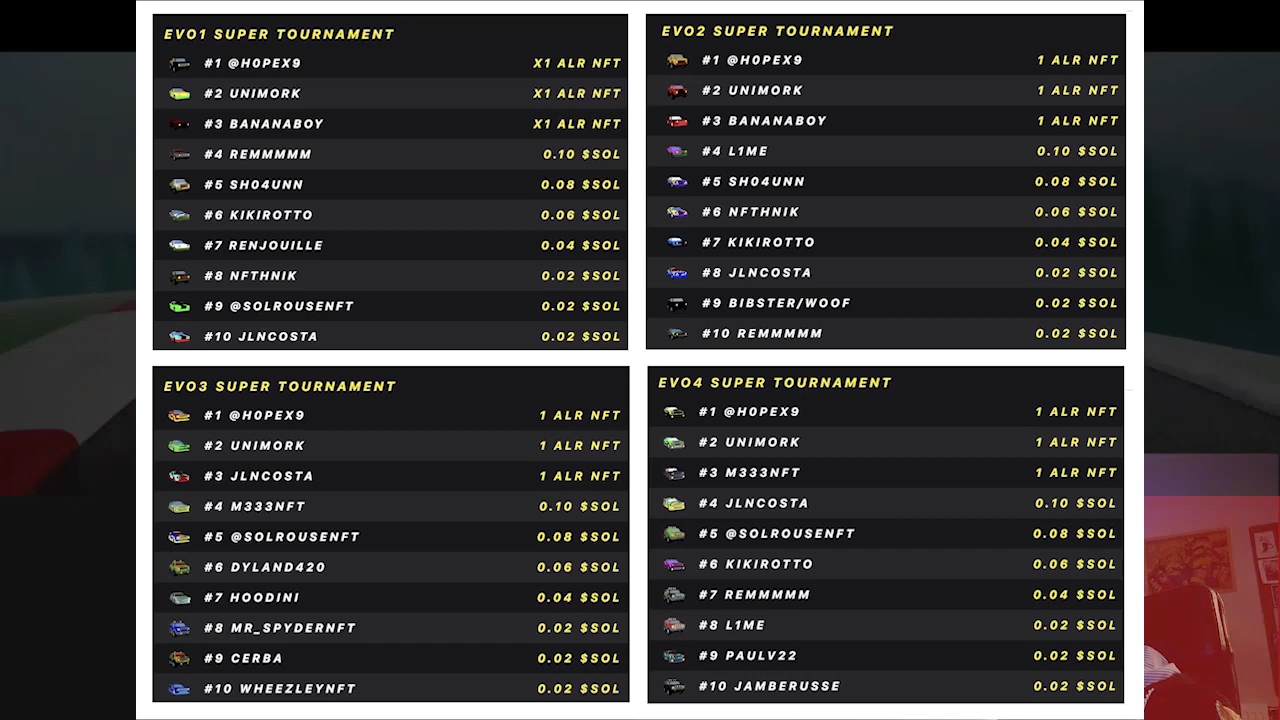 EVO1 SUPER TOURNAMENT
#1 @H0PEX9 X1 ALR NFT
#2 UNIMORK X1 ALR NFT
#3 BANANABOY X1 ALR NFT
#4 REMMMMM 0.10 $SOL
#5 SH04UNN 0.08 $SOL
#6 KIKIROTTO 0.06 $SOL
#7 RENJOUILLE 0.04 $SOL
#8 NFTHNIK 0.02 $SOL
#9 @SOLROUSENFT 0.02 $SOL
#10 JLNCOSTA 0.02 $SOL
EVO2 SUPER TOURNAMENT
#1 @H0PEX9 1 ALR NFT
#2 UNIMORK 1 ALR NFT
#3 BANANABOY 1 ALR NFT
#4 L1ME 0.10 $SOL
#5 SH04UNN 0.08 $SOL
#6 NFTHNIK 0.06 $SOL
#7 KIKIROTTO 0.04 $SOL
#8 JLNCOSTA 0.02 $SOL
#9 BIBSTER/WOOF 0.02 $SOL
#10 REMMMMM 0.02 $SOL
EVO3 SUPER TOURNAMENT
#1 @H0PEX9 1 ALR NFT
#2 UNIMORK 1 ALR NFT
#3 JLNCOSTA 1 ALR NFT
#4 M333NFT 0.10 $SOL
#5 @SOLROUSENFT 0.08 $SOL
#6 DYLAND420 0.06 $SOL
#7 HOODINI 0.04 $SOL
#8 MR_SPYDERNFT 0.02 $SOL
#9 CERBA 0.02 $SOL
#10 WHEEZLEYNFT 0.02 $SOL
EVO4 SUPER TOURNAMENT
#1 @H0PEX9 1 ALR NFT
#2 UNIMORK 1 ALR NFT
#3 M333NFT 1 ALR NFT
#4 JLNCOSTA 0.10 $SOL
#5 @SOLROUSENFT 0.08 $SOL
#6 KIKIROTTO 0.06 $SOL
#7 REMMMMM 0.04 $SOL
#8 L1ME 0.02 $SOL
#9 PAULV22 0.02 $SOL
#10 JAMBERUSSE 0.02 $SOL